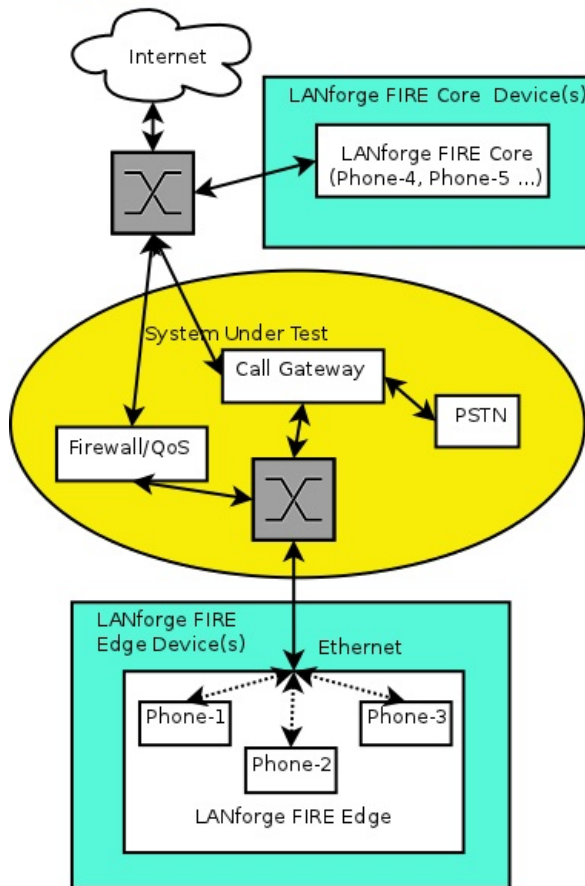 Internet
LANforge FIRE Core Device(s)
LANforge FIRE Core
(Phone-4, Phone-5 ...)
System Under Test
Call Gateway
PSTN
Firewall/QoS
LANforge FIRE
Edge Device(s)
Ethernet
Phone-1
Phone-3
Phone-2
LANforge FIRE Edge